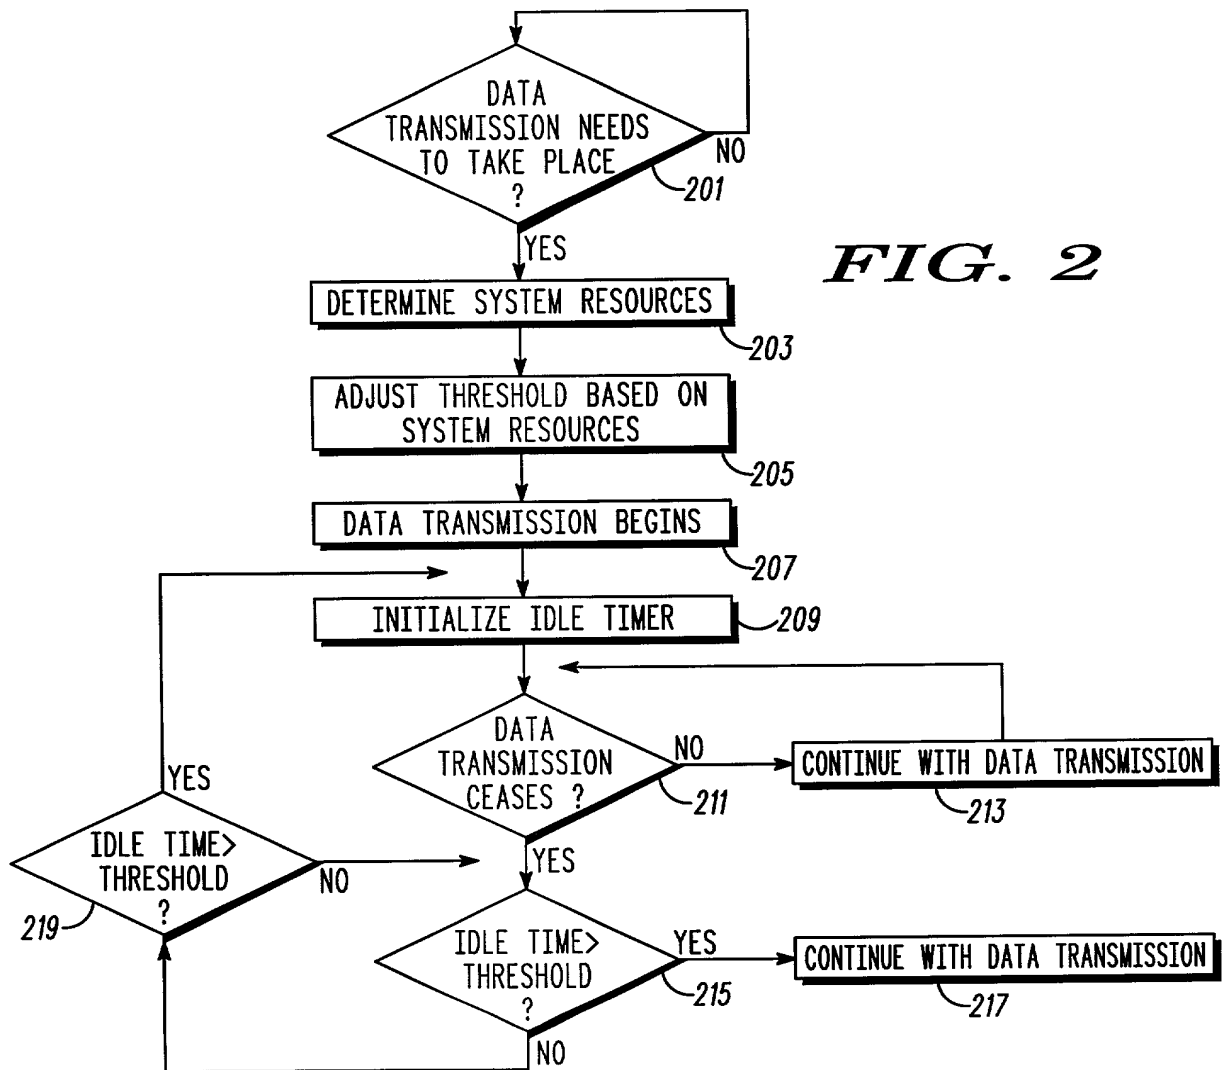 DATA
TRANSMISSION NEEDS
TO TAKE PLACE
?
NO
201
YES
FIG. 2
DETERMINE SYSTEM RESOURCES
203
ADJUST THRESHOLD BASED ON
SYSTEM RESOURCES
205
DATA TRANSMISSION BEGINS
207
INITIALIZE IDLE TIMER
209
DATA
TRANSMISSION
CEASES ?
NO
211
CONTINUE WITH DATA TRANSMISSION
213
YES
YES
IDLE TIME>
THRESHOLD
?
NO
219
IDLE TIME>
THRESHOLD
?
YES
215
CONTINUE WITH DATA TRANSMISSION
217
NO